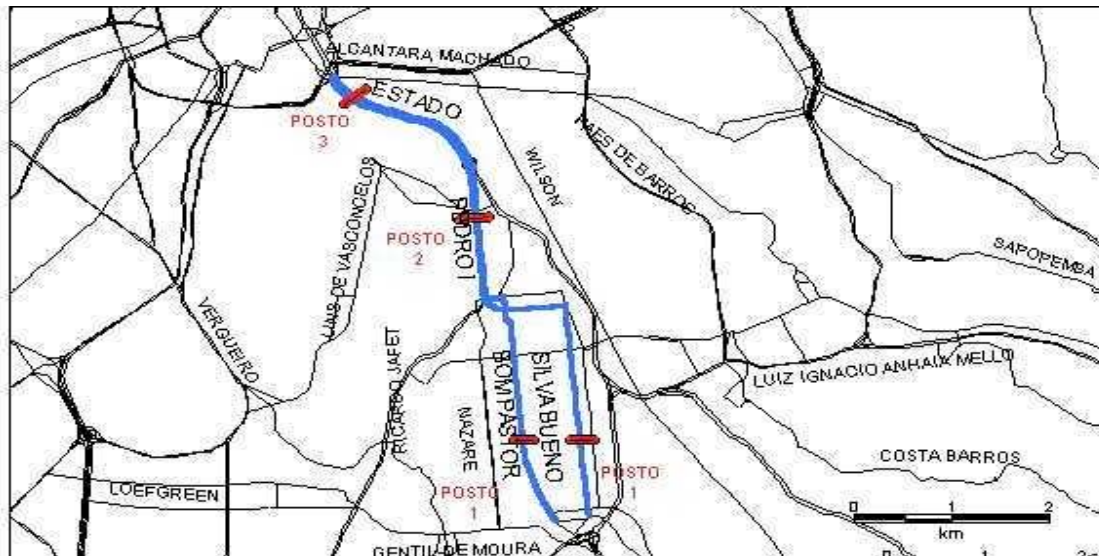 ALCANTARA MACHADO
ESTADO
POSTO
3
WILSON
PAES DE BARROS
LINS DE VASCONCELOS
PEDRO I
POSTO
2
SAPOPEMBA
VERGUEIRO
RICARDO JAFET
BOM PASTOR
SILVA BUENO
LUIZ IGNACIO ANHAIA MELLO
NAZARE
COSTA BARROS
POSTO
1
POSTO
1
LOEFGREEN
0 1 2
km
GENTIL DE MOURA